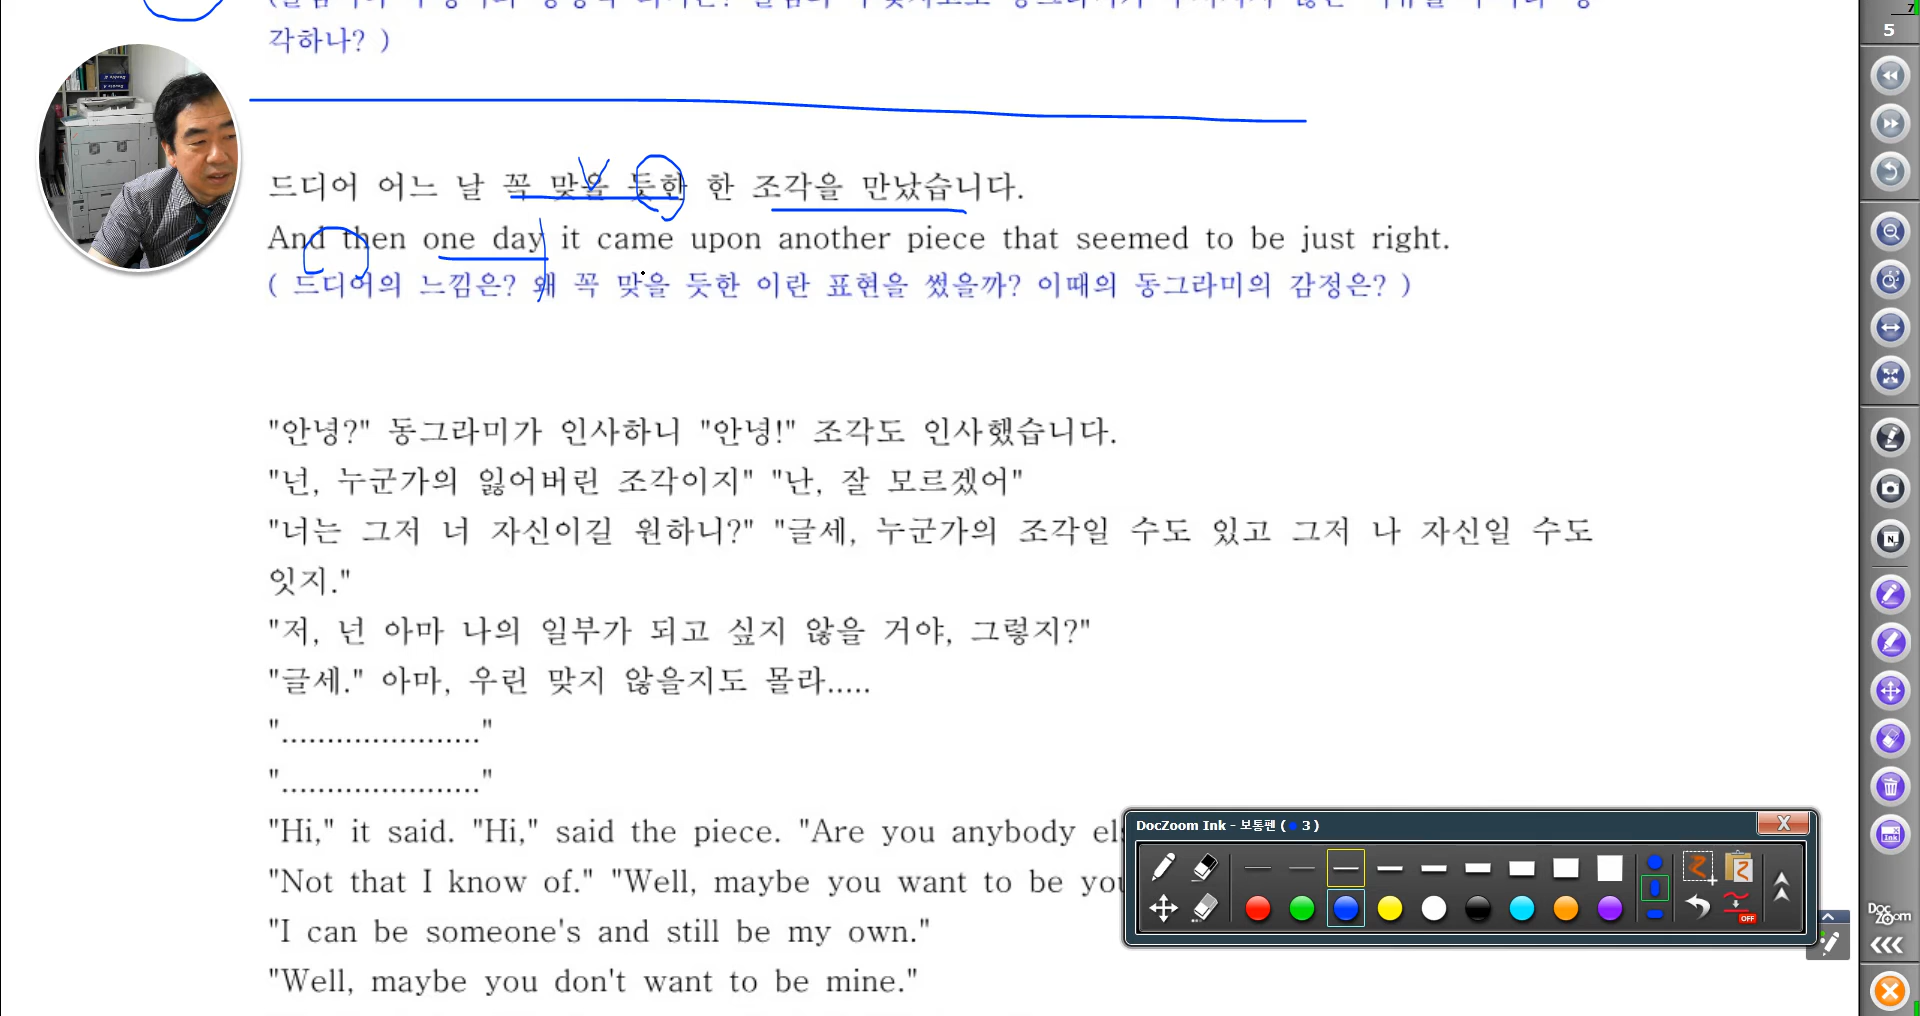 각하나? )
드디어 어느 날 꼭 맞을 듯한 한 조각을 만났습니다.
And then one day it came upon another piece that seemed to be just right.
( 드디어의 느낌은? 왜 꼭 맞을 듯한 이란 표현을 썼을까? 이때의 동그라미의 감정은? )
"안녕?" 동그라미가 인사하니 "안녕!" 조각도 인사했습니다.
"넌, 누군가의 잃어버린 조각이지" "난, 잘 모르겠어"
"너는 그저 너 자신이길 원하니?" "글세, 누군가의 조각일 수도 있고 그저 나 자신일 수도
잇지."
"저, 넌 아마 나의 일부가 되고 싶지 않을 거야, 그렇지?"
"글세." 아마, 우린 맞지 않을지도 몰라.....
"......................"
"......................"
"Hi," it said. "Hi," said the piece. "Are you anybody
"Not that I know of." "Well, maybe you want to be
"I can be someone's and still be my own."
"Well, maybe you don't want to be mine."
DocZoom Ink - 보통펜 ( 3 )
OFF
7
5
N
Ink
Doc
Zoom